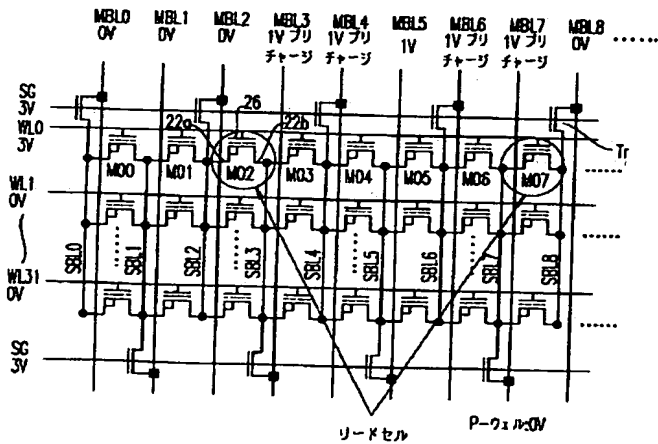 MBL0 MBL1 MBL2 MBL3 MBL4 MBL5 MBL6 MBL7 MBL8
0V 0V 0V 1V プリチャージ 1V プリチャージ 1V 1V プリチャージ 1V プリチャージ 0V
SG
3V
WL0
3V
22a 26 22b
Tr
M00 M01 M02 M03 M04 M05 M06 M07
WL1
0V
SBL0 SBL1 SBL2 SBL3 SBL4 SBL5 SBL6 SBL7 SBL8
WL31
0V
SG
3V
リードセル
P-ウェル:0V